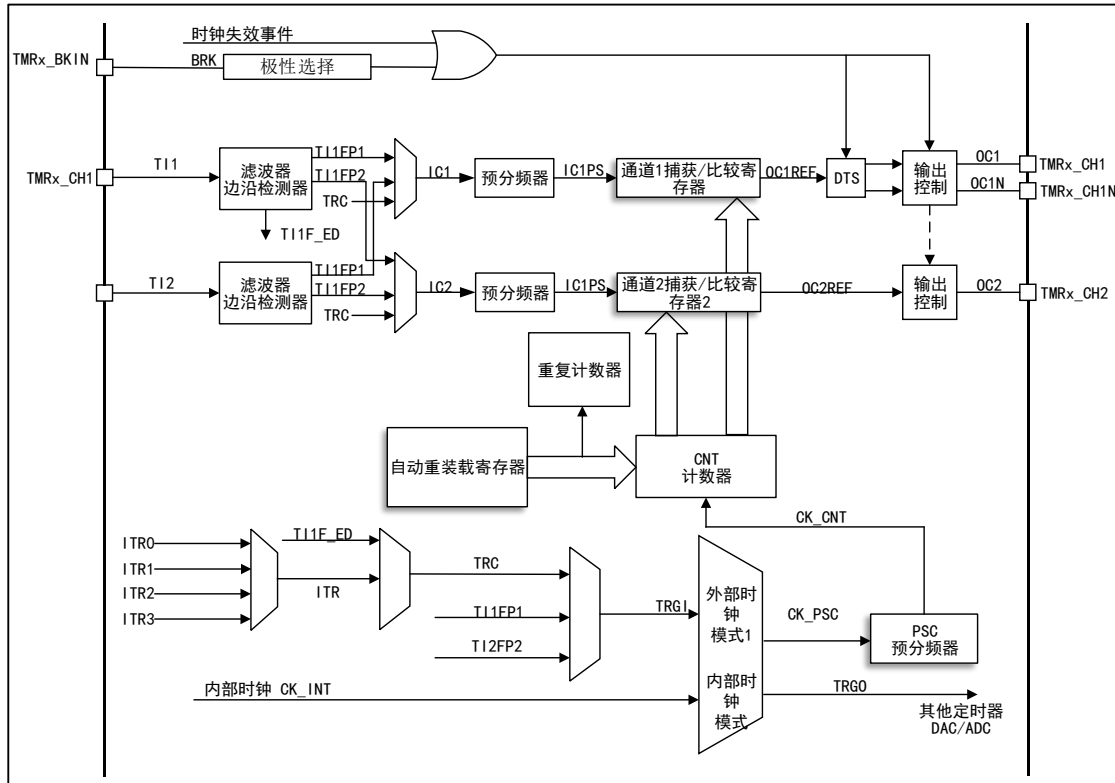 时钟失效事件
TMRx_BKIN
BRK
极性选择
TMRx_CH1
TI1
滤波器
边沿检测器
TI1FP1
TI1FP2
TRC
TI1F_ED
IC1
预分频器
IC1PS
通道1捕获/比较寄
存器
OC1REF
DTS
输出
控制
OC1
OC1N
TMRx_CH1
TMRx_CH1N
TI2
滤波器
边沿检测器
TI1FP1
TI1FP2
TRC
IC2
预分频器
IC1PS
通道2捕获/比较寄
存器2
OC2REF
输出
控制
OC2
TMRx_CH2
重复计数器
自动重装载寄存器
CNT
计数器
CK_CNT
ITR0
ITR1
ITR2
ITR3
TI1F_ED
ITR
TRC
TI1FP1
TI2FP2
TRGI
外部时
钟
模式1
CK_PSC
PSC
预分频器
内部时钟 CK_INT
内部时
钟
模式
TRGO
其他定时器
DAC/ADC